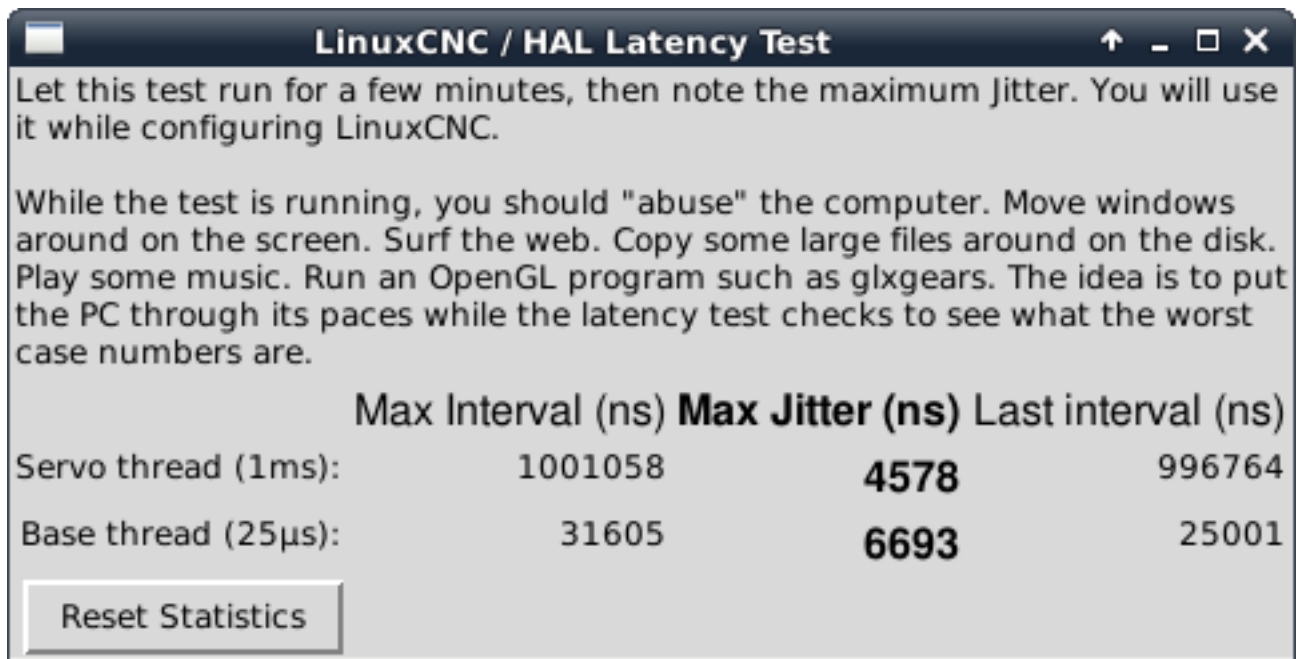 LinuxCNC / HAL Latency Test
Let this test run for a few minutes, then note the maximum Jitter. You will use
it while configuring LinuxCNC.
While the test is running, you should "abuse" the computer. Move windows
around on the screen. Surf the web. Copy some large files around on the disk.
Play some music. Run an OpenGL program such as glxgears. The idea is to put
the PC through its paces while the latency test checks to see what the worst
case numbers are.
Max Interval (ns) Max Jitter (ns) Last interval (ns)
Servo thread (1ms): 1001058 4578 996764
Base thread (25µs): 31605 6693 25001
Reset Statistics